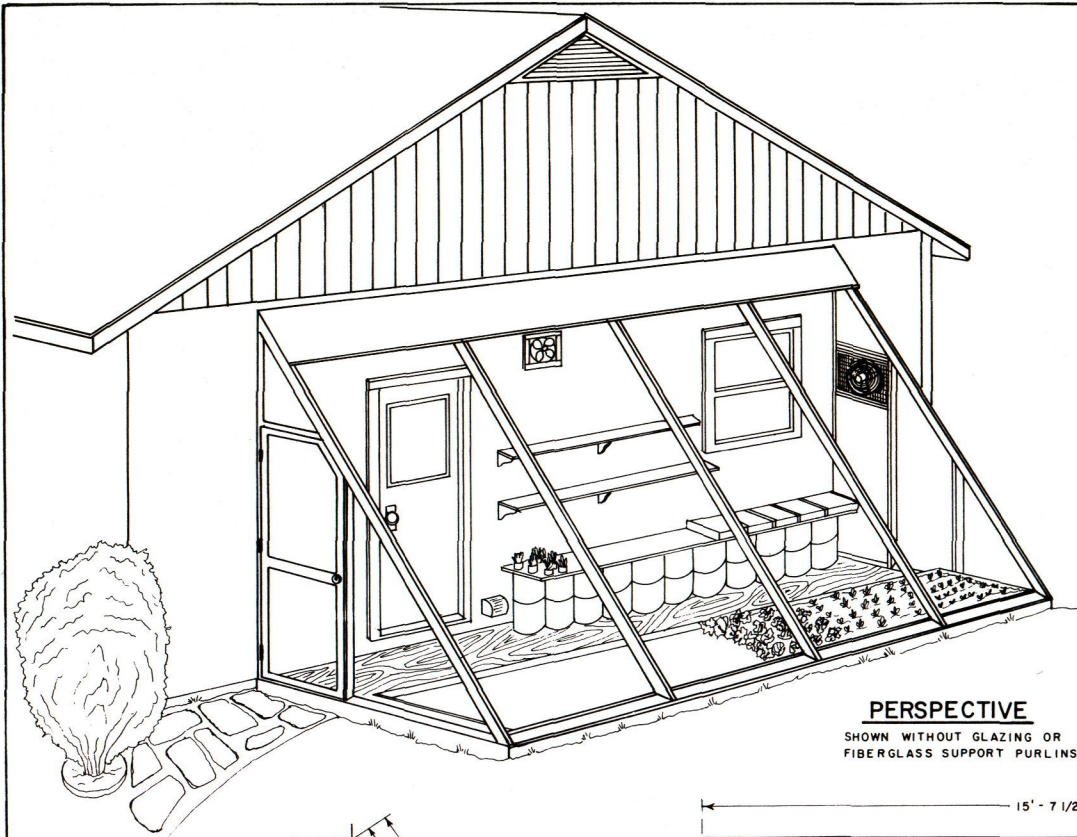 PERSPECTIVE
SHOWN WITHOUT GLAZING OR
FIBERGLASS SUPPORT PURLINS
15' - 7 1/2